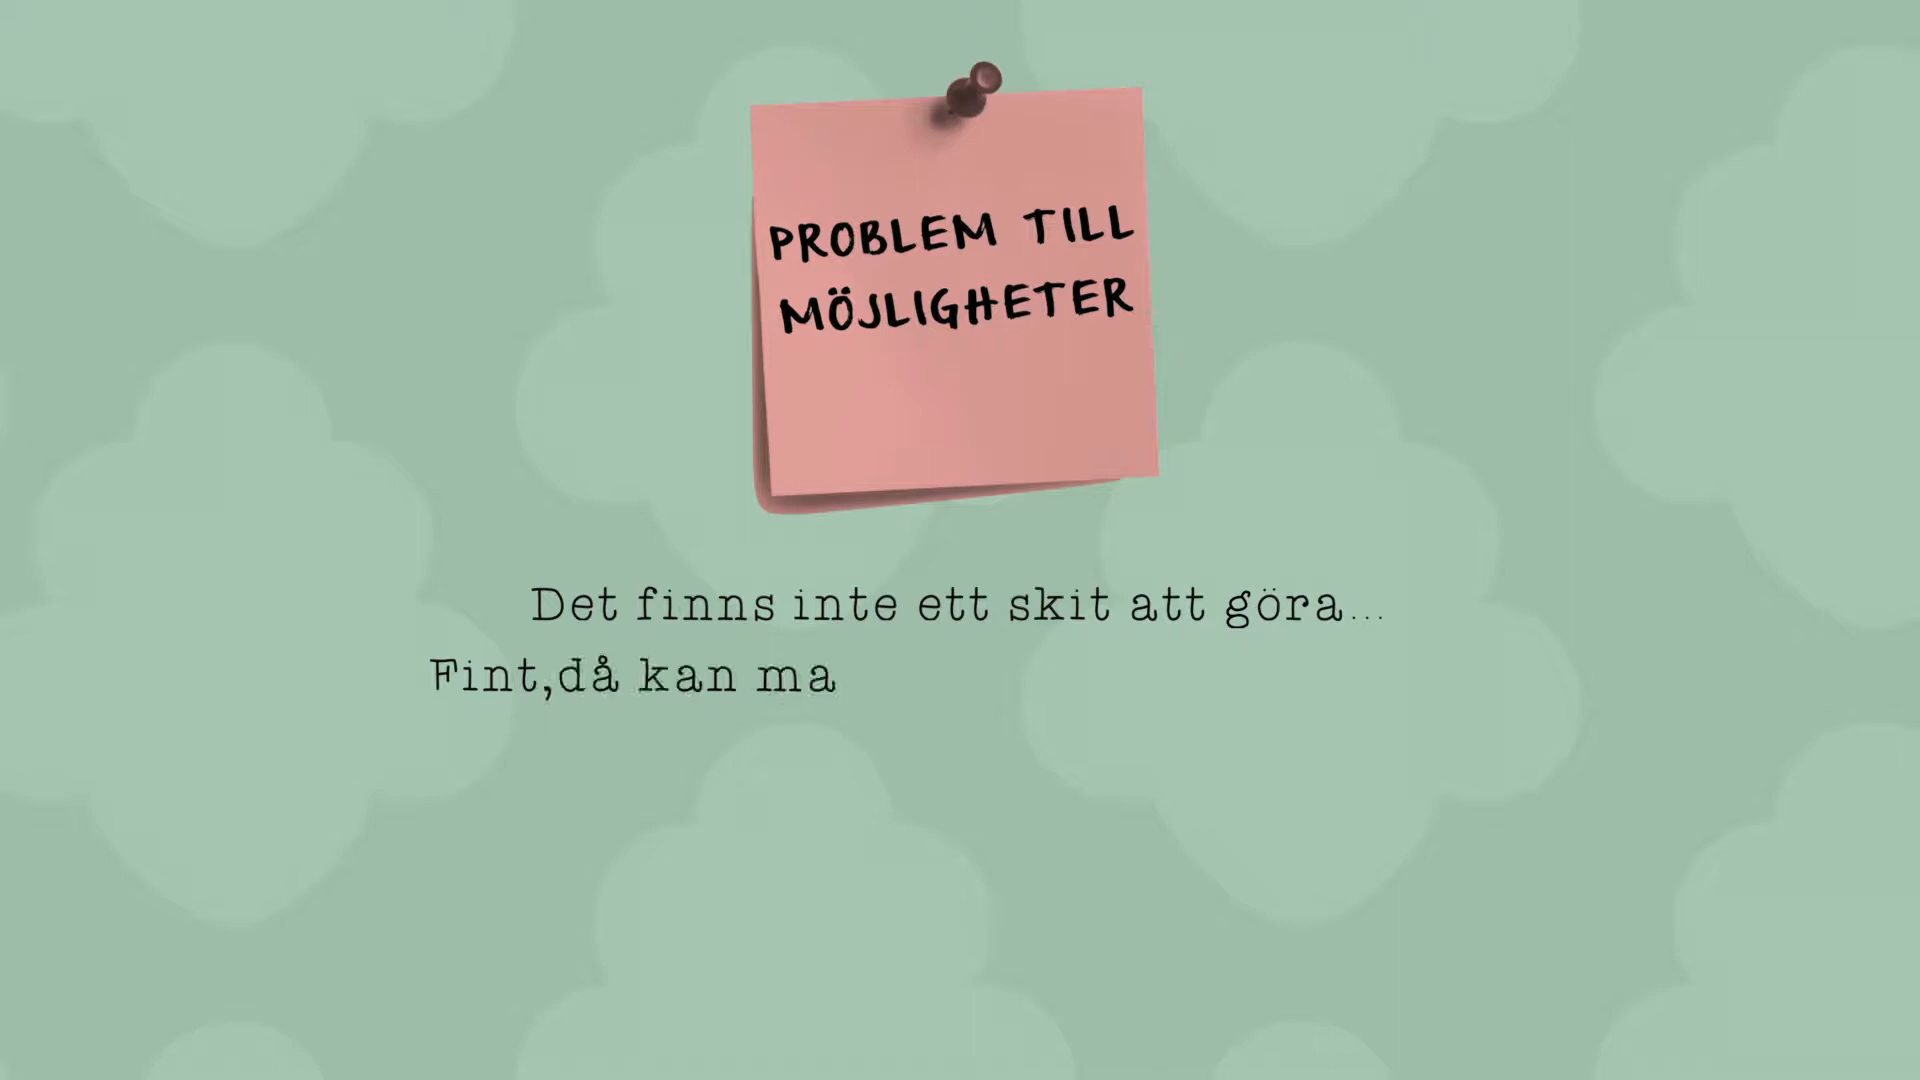 PROBLEM TILL
MÖJLIGHETER
Det finns inte ett skit att göra...
Fint,då kan ma